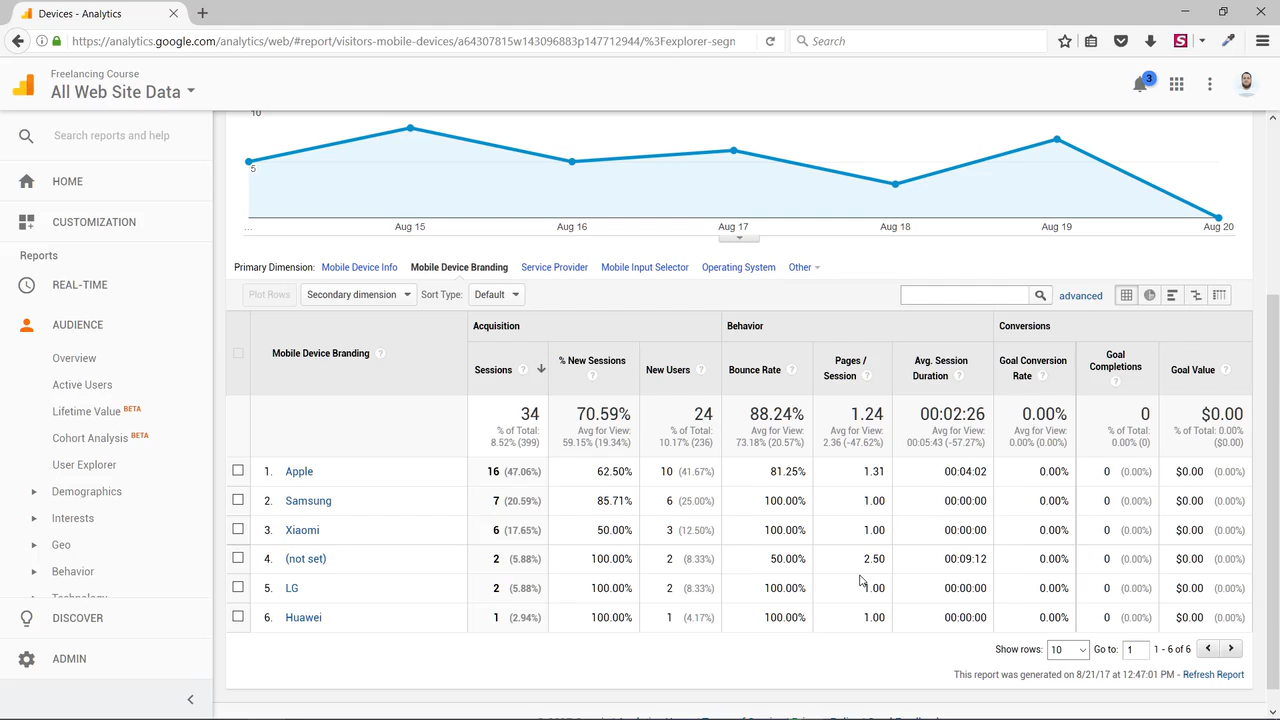 Devices - Analytics
https://analytics.google.com/analytics/web/#report/visitors-mobile-devices/a64307815w143096883p147712944/%3Fexplorer-segn
Search
Freelancing Course
All Web Site Data
3
Search reports and help
HOME
CUSTOMIZATION
Reports
REAL-TIME
AUDIENCE
Overview
Active Users
Lifetime Value BETA
Cohort Analysis BETA
User Explorer
Demographics
Interests
Geo
Behavior
Technology
DISCOVER
ADMIN
10
5
... Aug 15 Aug 16 Aug 17 Aug 18 Aug 19 Aug 20
Primary Dimension: Mobile Device Info Mobile Device Branding Service Provider Mobile Input Selector Operating System Other
Plot Rows Secondary dimension Sort Type: Default advanced
Acquisition Behavior Conversions
Mobile Device Branding ? Sessions ? % New Sessions ? New Users ? Bounce Rate ? Pages / Session ? Avg. Session Duration ? Goal Conversion Rate ? Goal Completions ? Goal Value ?
34 70.59% 24 88.24% 1.24 00:02:26 0.00% 0 $0.00
% of Total: Avg for View: % of Total: Avg for View: Avg for View: Avg for View: Avg for View: % of Total: % of Total: 0.00%
8.52% (399) 59.15% (19.34%) 10.17% (236) 73.18% (20.57%) 2.36 (-47.62%) 00:05:43 (-57.27%) 0.00% (0.00%) 0.00% (0) ($0.00)
1. Apple 16 (47.06%) 62.50% 10 (41.67%) 81.25% 1.31 00:04:02 0.00% 0 (0.00%) $0.00 (0.00%)
2. Samsung 7 (20.59%) 85.71% 6 (25.00%) 100.00% 1.00 00:00:00 0.00% 0 (0.00%) $0.00 (0.00%)
3. Xiaomi 6 (17.65%) 50.00% 3 (12.50%) 100.00% 1.00 00:00:00 0.00% 0 (0.00%) $0.00 (0.00%)
4. (not set) 2 (5.88%) 100.00% 2 (8.33%) 50.00% 2.50 00:09:12 0.00% 0 (0.00%) $0.00 (0.00%)
5. LG 2 (5.88%) 100.00% 2 (8.33%) 100.00% 1.00 00:00:00 0.00% 0 (0.00%) $0.00 (0.00%)
6. Huawei 1 (2.94%) 100.00% 1 (4.17%) 100.00% 1.00 00:00:00 0.00% 0 (0.00%) $0.00 (0.00%)
Show rows: 10 Go to: 1 1 - 6 of 6
This report was generated on 8/21/17 at 12:47:01 PM - Refresh Report